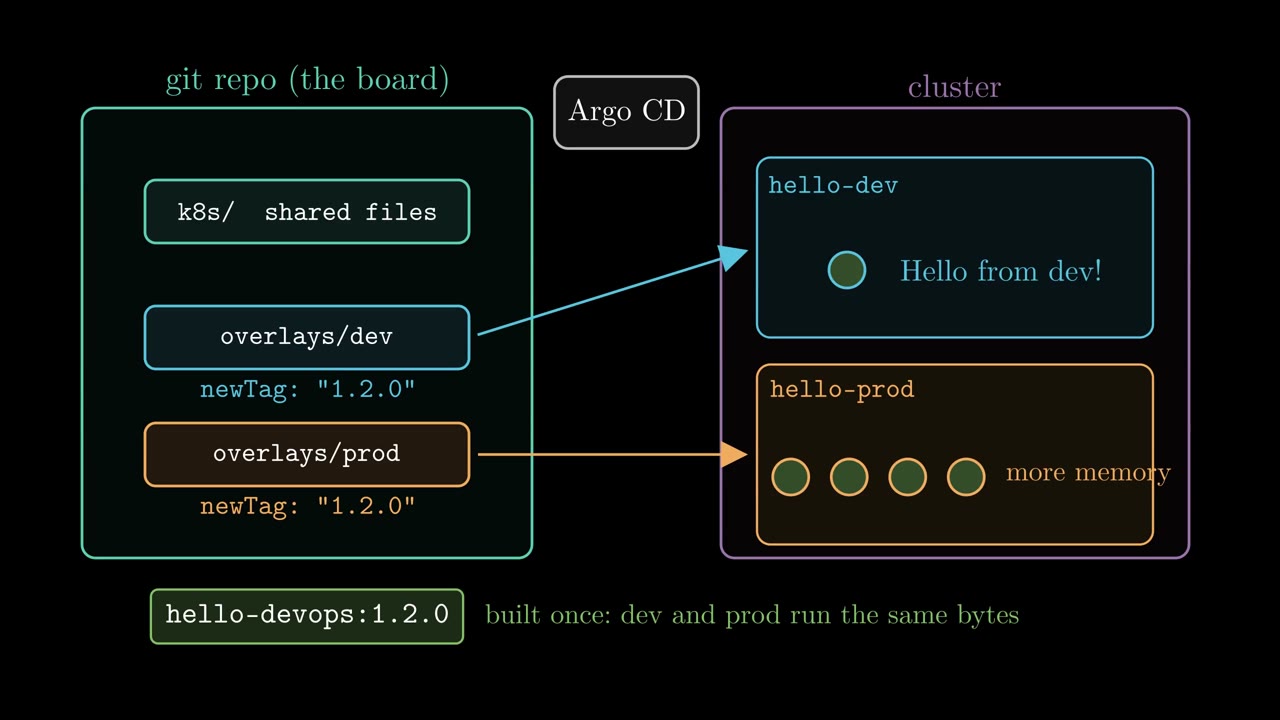 git repo (the board)
k8s/  shared files
overlays/dev
newTag: "1.2.0"
overlays/prod
newTag: "1.2.0"
Argo CD
cluster
hello-dev
Hello from dev!
hello-prod
more memory
hello-devops:1.2.0
built once: dev and prod run the same bytes